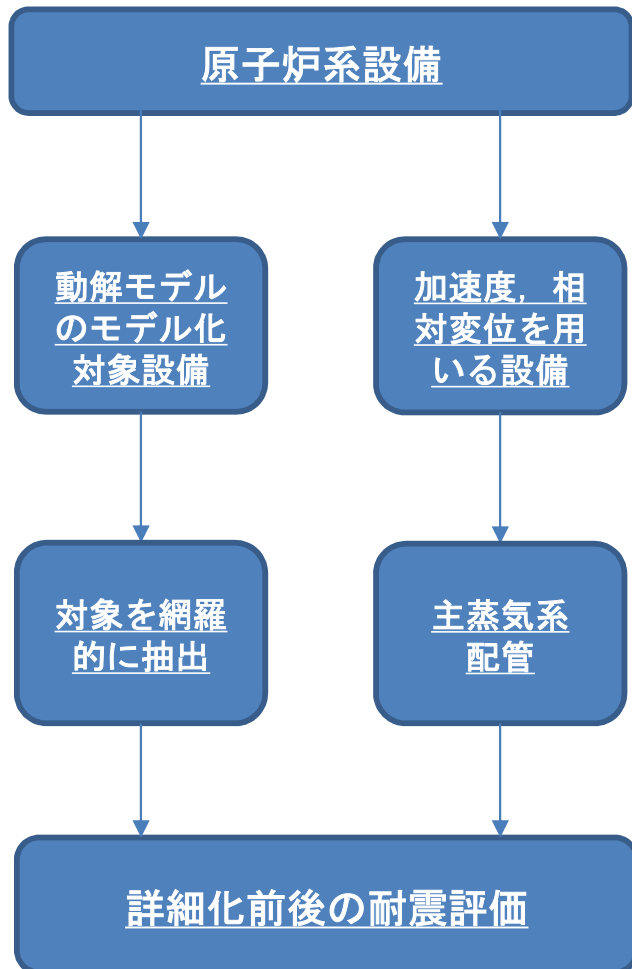 原子炉系設備
動解モデル
のモデル化
対象設備
加速度，相
対変位を用
いる設備
対象を網羅
的に抽出
主蒸気系
配管
詳細化前後の耐震評価